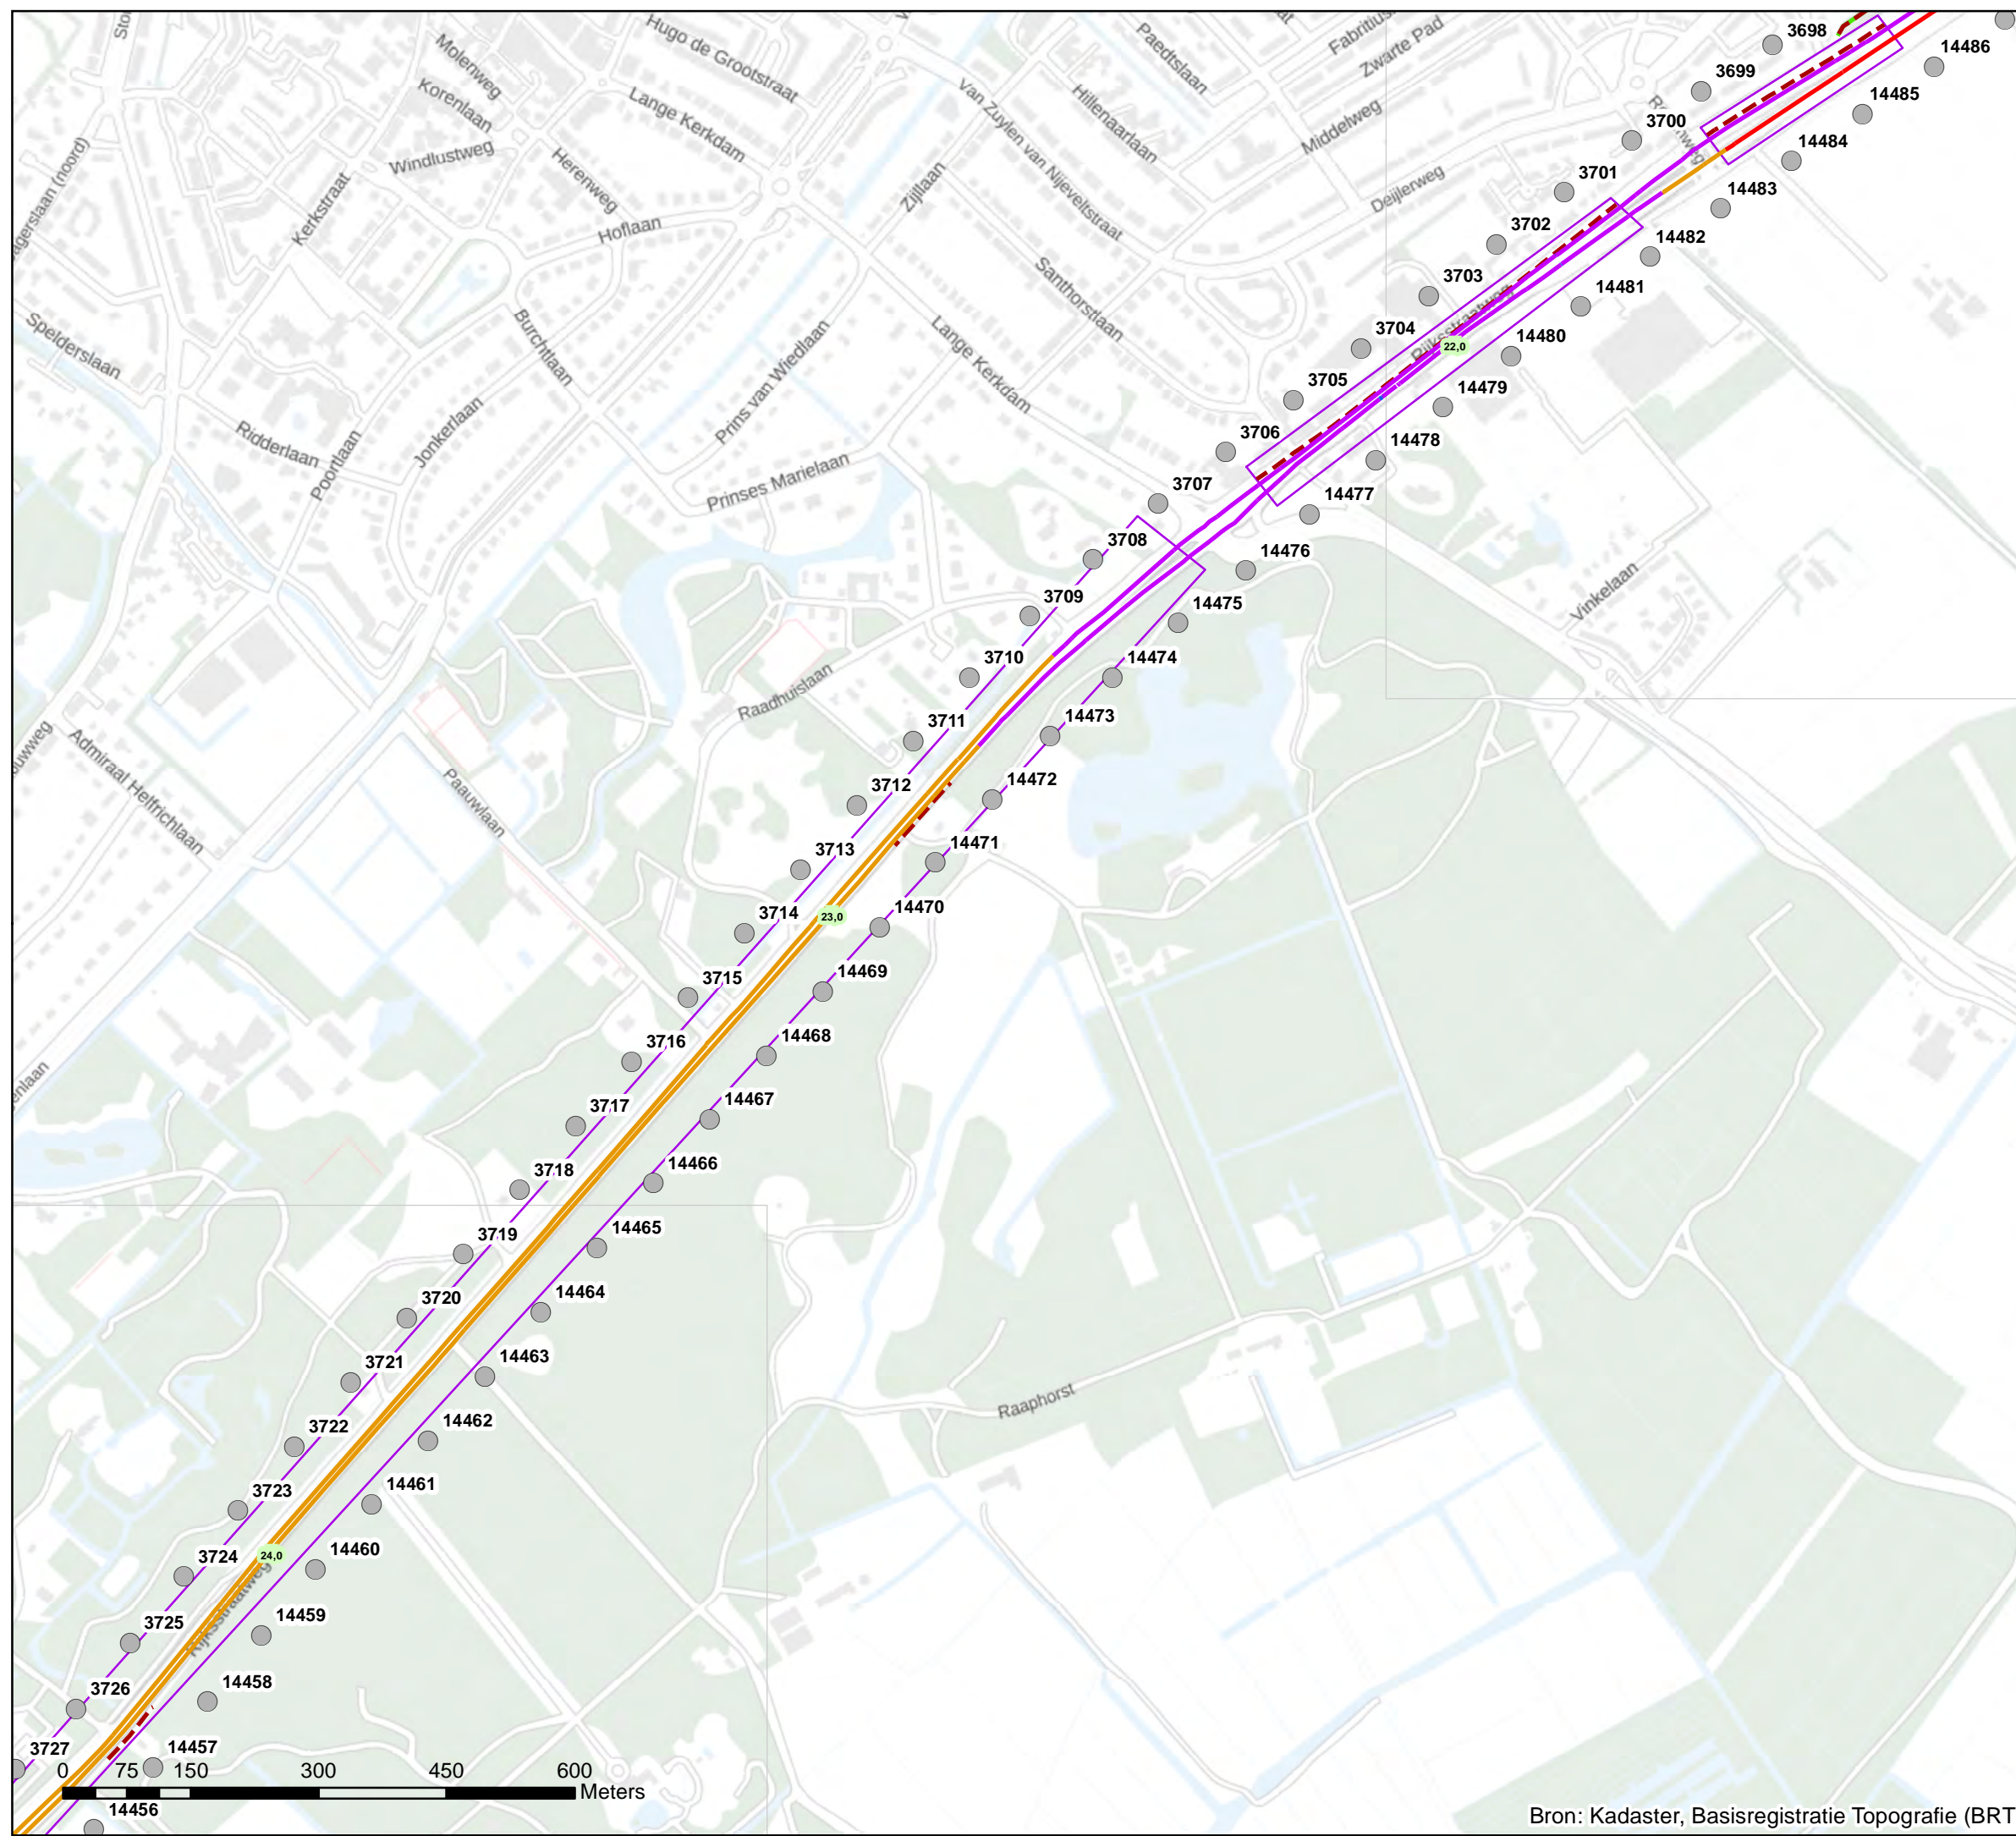 Hugo de Grootstraat
Molenweg
Korenlaan
Lange Kerkdam
Windlustweg
Herenweg
Kerkstraat
Hoflaan
Zijllaan
Van Zuylen van Nijeveltstraat
Paedtslaan
Hillenaarlaan
Zwarte Pad
Middelweg
Deijlerweg
Santhorstlaan
Spelderslaan
Burchtlaan
Prins van Wiedlaan
Lange Kerkdam
Ridderlaan
Poortlaan
Jonkerlaan
Prinses Marielaan
Rijksstraatweg
Vinkelaan
Raadhuislaan
Admiraal Helfrichlaan
Paauwlaan
Raaphorst
Rijksstraatweg
3698
3699
3700
3701
3702
3703
3704
3705
3706
3707
3708
3709
3710
3711
3712
3713
3714
3715
3716
3717
3718
3719
3720
3721
3722
3723
3724
3725
3726
3727
14486
14485
14484
14483
14482
14481
14480
14479
14478
14477
14476
14475
14474
14473
14472
14471
14470
14469
14468
14467
14466
14465
14464
14463
14462
14461
14460
14459
14458
14457
14456
22,0
23,0
24,0
0 75 150 300 450 600
Meters
Bron: Kadaster, Basisregistratie Topografie (BRT